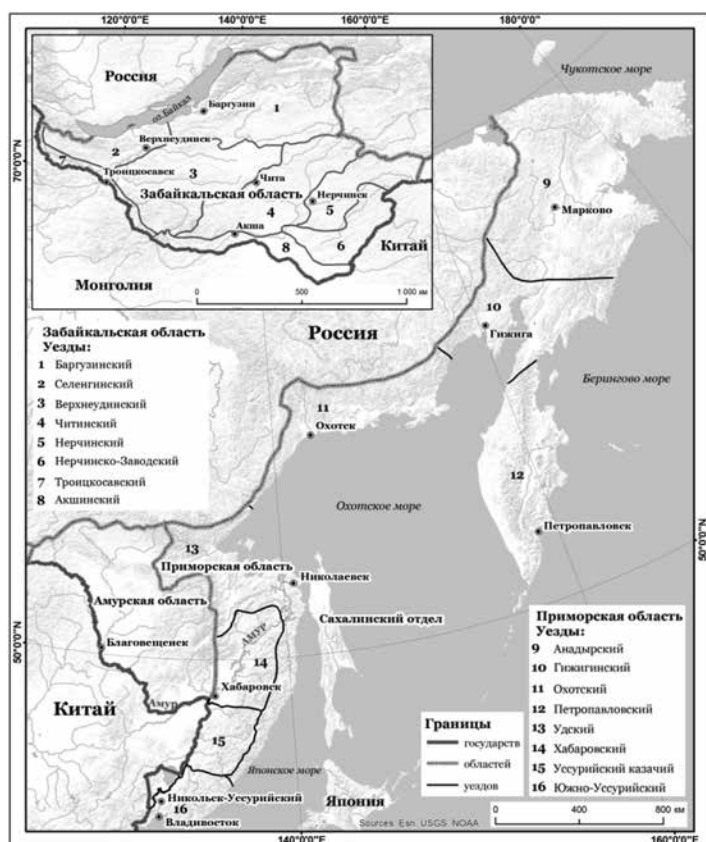 120°0'0"E
140°0'0"E
160°0'0"E
180°0'0"E
70°0'0"N
50°0'0"N
50°0'0"N
140°0'0"E
160°0'0"E
Россия
оз.Байкал
Баргузин
1
Верхнеудинск
2
3
7
Троицкосавск
Чита
Забайкальская область
Нерчинск
4
5
Акша
8
6
Китай
Монголия
0
500
1 000 км
Чукотское море
9
Марково
10
Гижига
Россия
Берингово море
11
Охотск
12
Охотское море
Петропавловск
13
Приморская область
Николаевск
Амурская область
Сахалинский отдел
АМУР
Благовещенск
14
Хабаровск
Амур
Китай
15
Японское море
Никольск-Уссурийский
16
Владивосток
Япония
Забайкальская область
Уезды:
1 Баргузинский
2 Селенгинский
3 Верхнеудинский
4 Читинский
5 Нерчинский
6 Нерчинско-Заводский
7 Троицкосавский
8 Акшинский
Приморская область
Уезды:
9 Анадырский
10 Гижигинский
11 Охотский
12 Петропавловский
13 Удский
14 Хабаровский
15 Уссурийский казачий
16 Южно-Уссурийский
Границы
государств
областей
уездов
0
400
800 км
Sources: Esri, USGS, NOAA